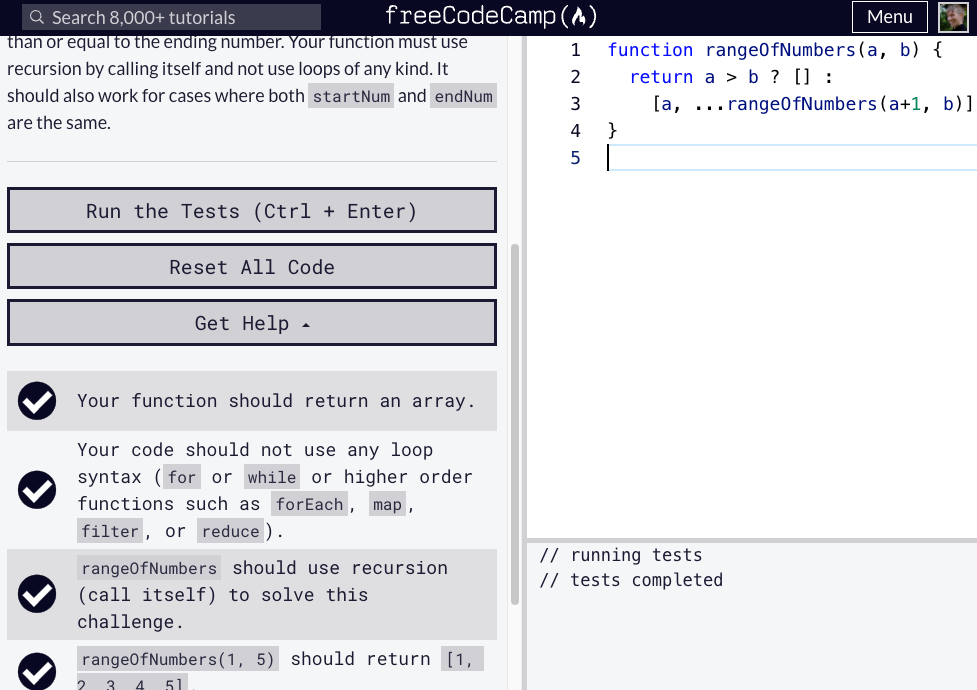 Search 8,000+ tutorials
freeCodeCamp
Menu
than or equal to the ending number. Your function must use
recursion by calling itself and not use loops of any kind. It
should also work for cases where both startNum and endNum
are the same.
Run the Tests (Ctrl + Enter)
Reset All Code
Get Help
Your function should return an array.
Your code should not use any loop
syntax (for or while or higher order
functions such as forEach, map,
filter, or reduce).
rangeOfNumbers should use recursion
(call itself) to solve this
challenge.
rangeOfNumbers(1, 5) should return [1,
2, 3, 4, 5].
1 function rangeOfNumbers(a, b) {
2   return a > b ? [] :
3     [a, ...rangeOfNumbers(a+1, b)]
4 }
5
// running tests
// tests completed